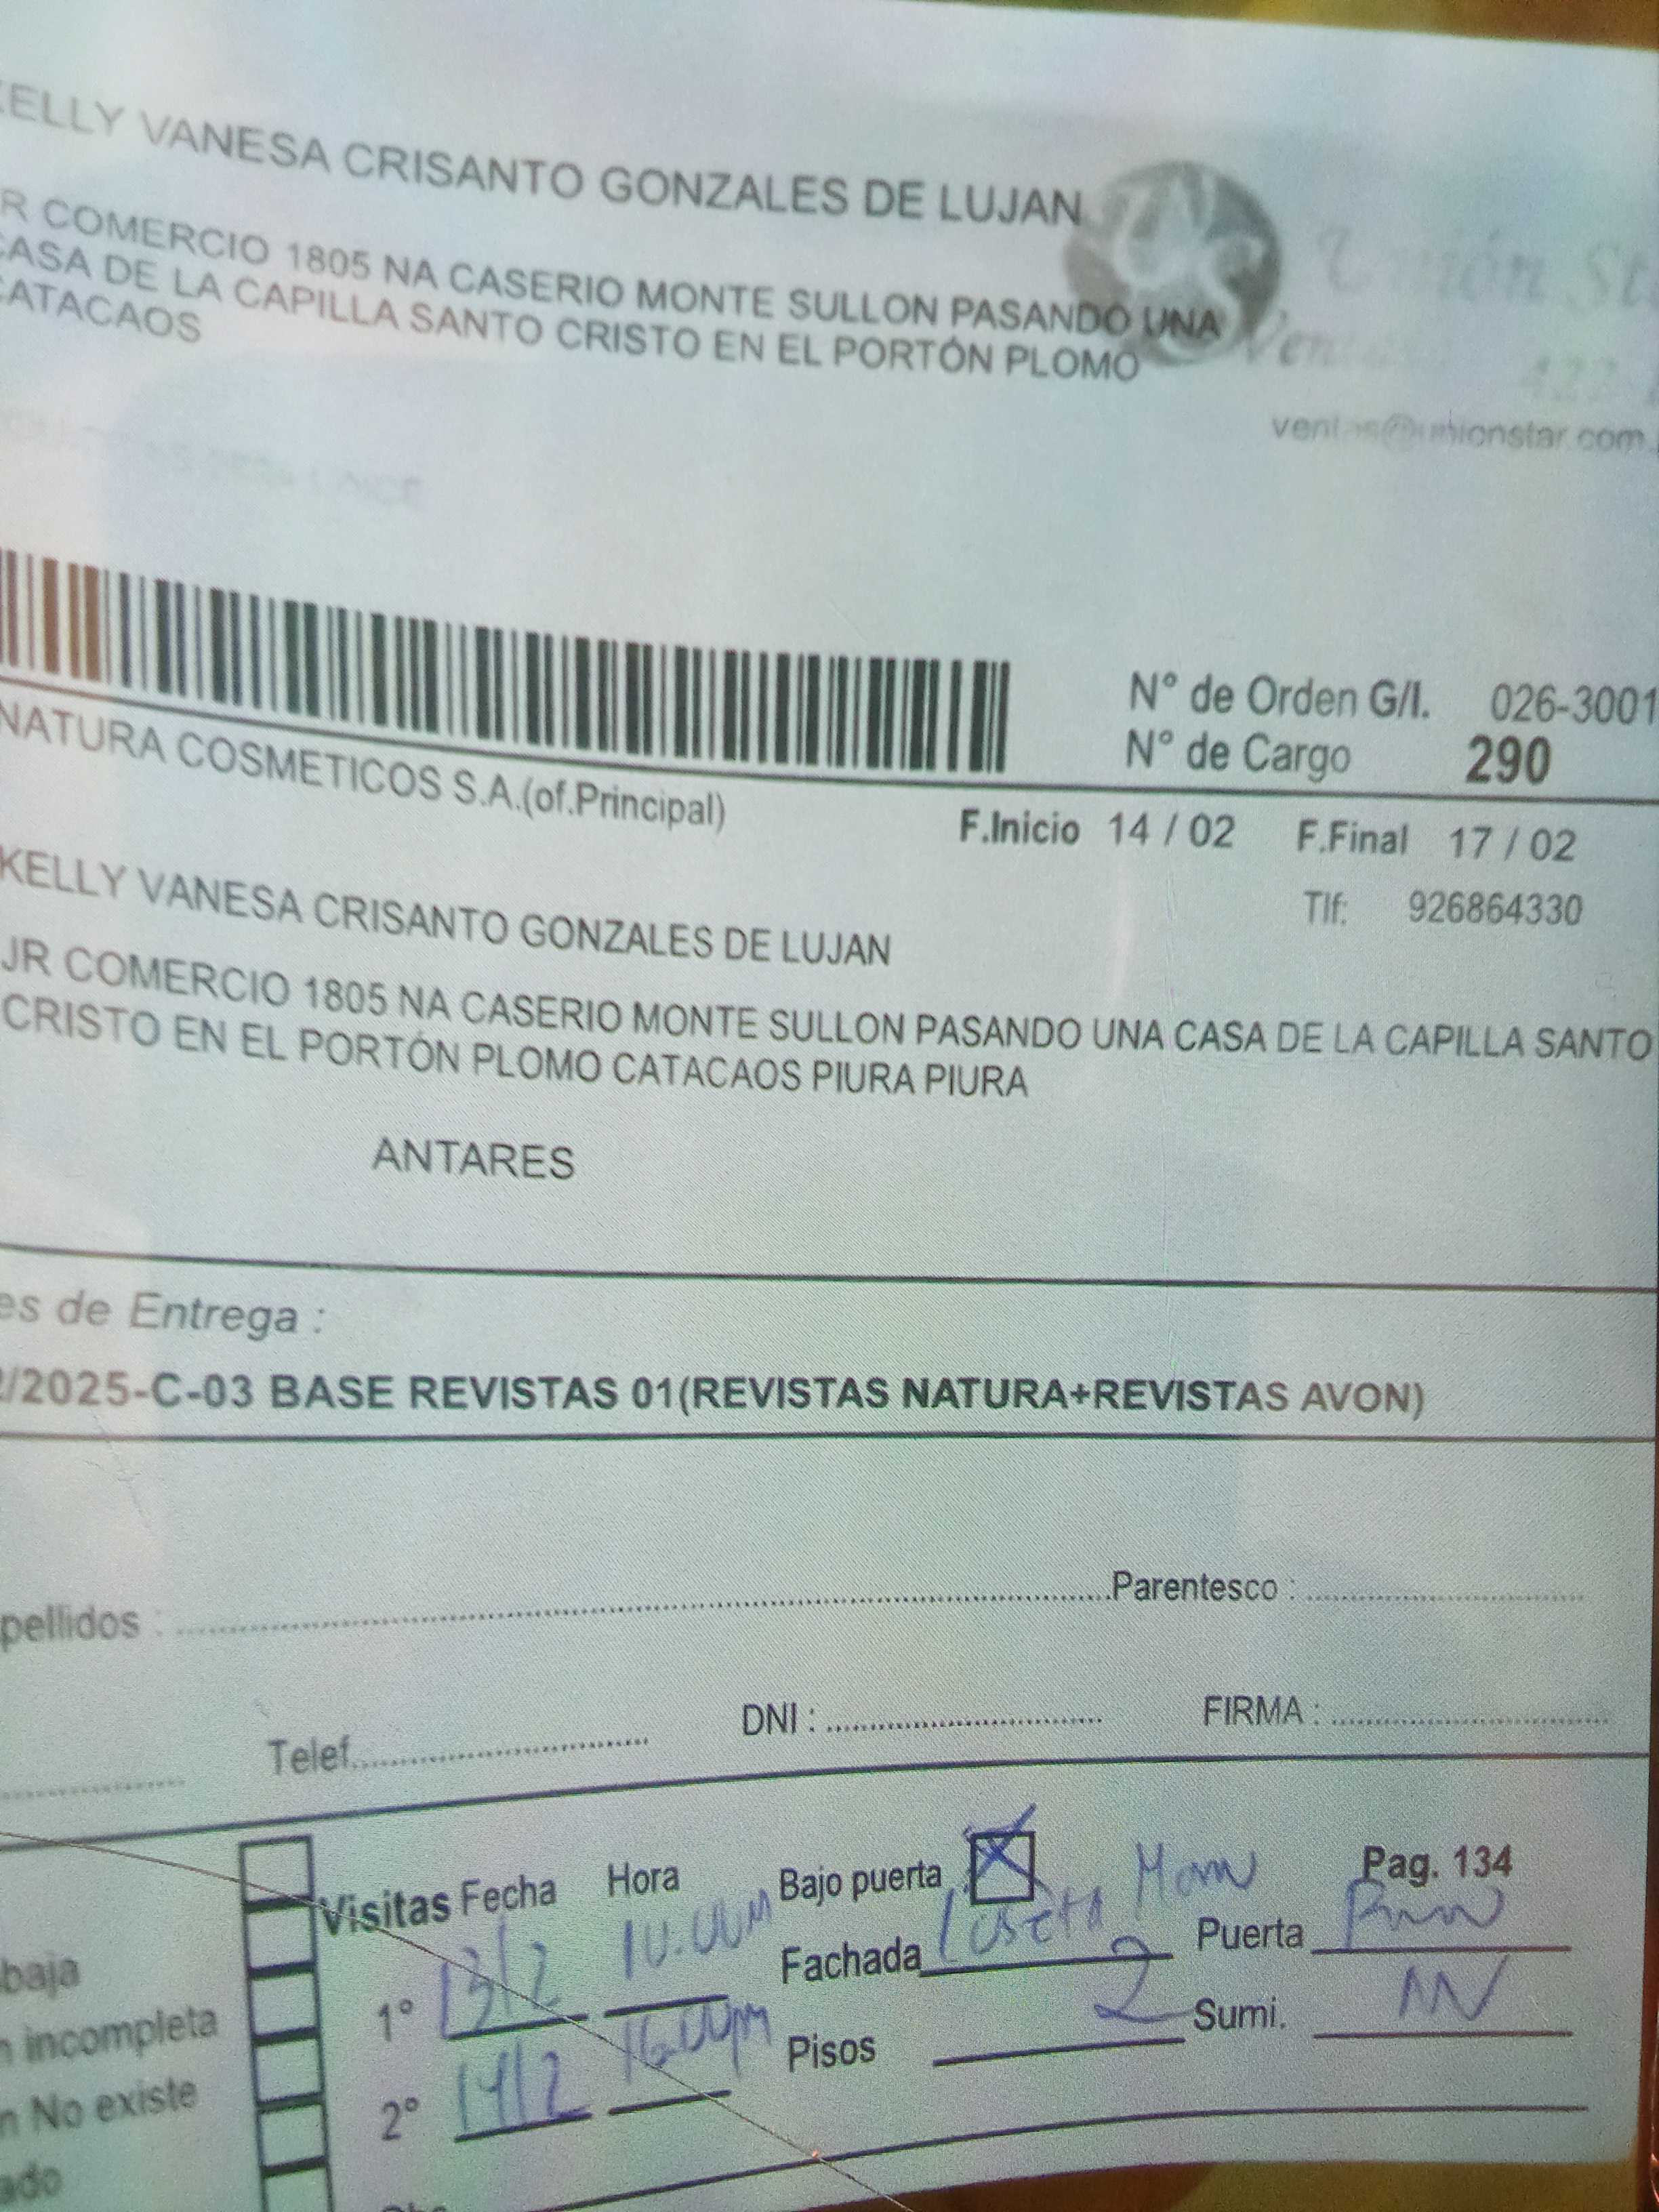 KELLY VANESA CRISANTO GONZALES DE LUJAN
R COMERCIO 1805 NA CASERIO MONTE SULLON PASANDO UNA
CASA DE LA CAPILLA SANTO CRISTO EN EL PORTÓN PLOMO
CATACAOS
Unión St
ventas@unionstar.com.
N° de Orden G/I. 026-3001
N° de Cargo 290
NATURA COSMETICOS S.A.(of.Principal)
F.Inicio 14 / 02 F.Final 17 / 02
KELLY VANESA CRISANTO GONZALES DE LUJAN
Tlf: 926864330
JR COMERCIO 1805 NA CASERIO MONTE SULLON PASANDO UNA CASA DE LA CAPILLA SANTO
CRISTO EN EL PORTÓN PLOMO CATACAOS PIURA PIURA
ANTARES
es de Entrega :
/2025-C-03 BASE REVISTAS 01(REVISTAS NATURA+REVISTAS AVON)
pellidos : Parentesco :
Telef. DNI : FIRMA :
Visitas Fecha Hora Bajo puerta X Pag. 134
1° 13/2 10.00 Fachada Loseta Puerta
2° 14/2 16.00pm Pisos 2 Sumi.
baja
n incompleta
n No existe
ado